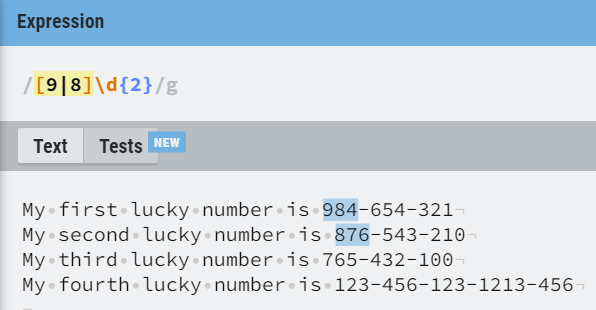 Expression
/[9|8]\d{2}/g
Text Tests NEW
My first lucky number is 984-654-321
My second lucky number is 876-543-210
My third lucky number is 765-432-100
My fourth lucky number is 123-456-123-1213-456